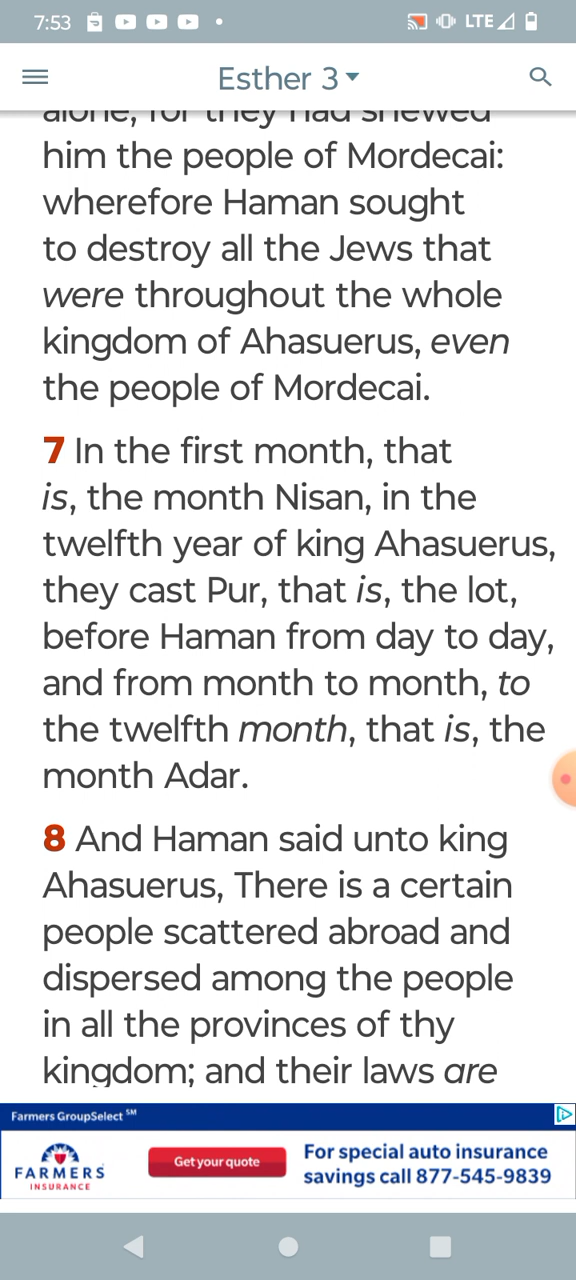 7:53
LTE
Esther 3
alone, for they had shewed
him the people of Mordecai:
wherefore Haman sought
to destroy all the Jews that
were throughout the whole
kingdom of Ahasuerus, even
the people of Mordecai.
7 In the first month, that
is, the month Nisan, in the
twelfth year of king Ahasuerus,
they cast Pur, that is, the lot,
before Haman from day to day,
and from month to month, to
the twelfth month, that is, the
month Adar.
8 And Haman said unto king
Ahasuerus, There is a certain
people scattered abroad and
dispersed among the people
in all the provinces of thy
kingdom; and their laws are
Farmers GroupSelect ℠
FARMERS
INSURANCE
Get your quote
For special auto insurance
savings call 877-545-9839